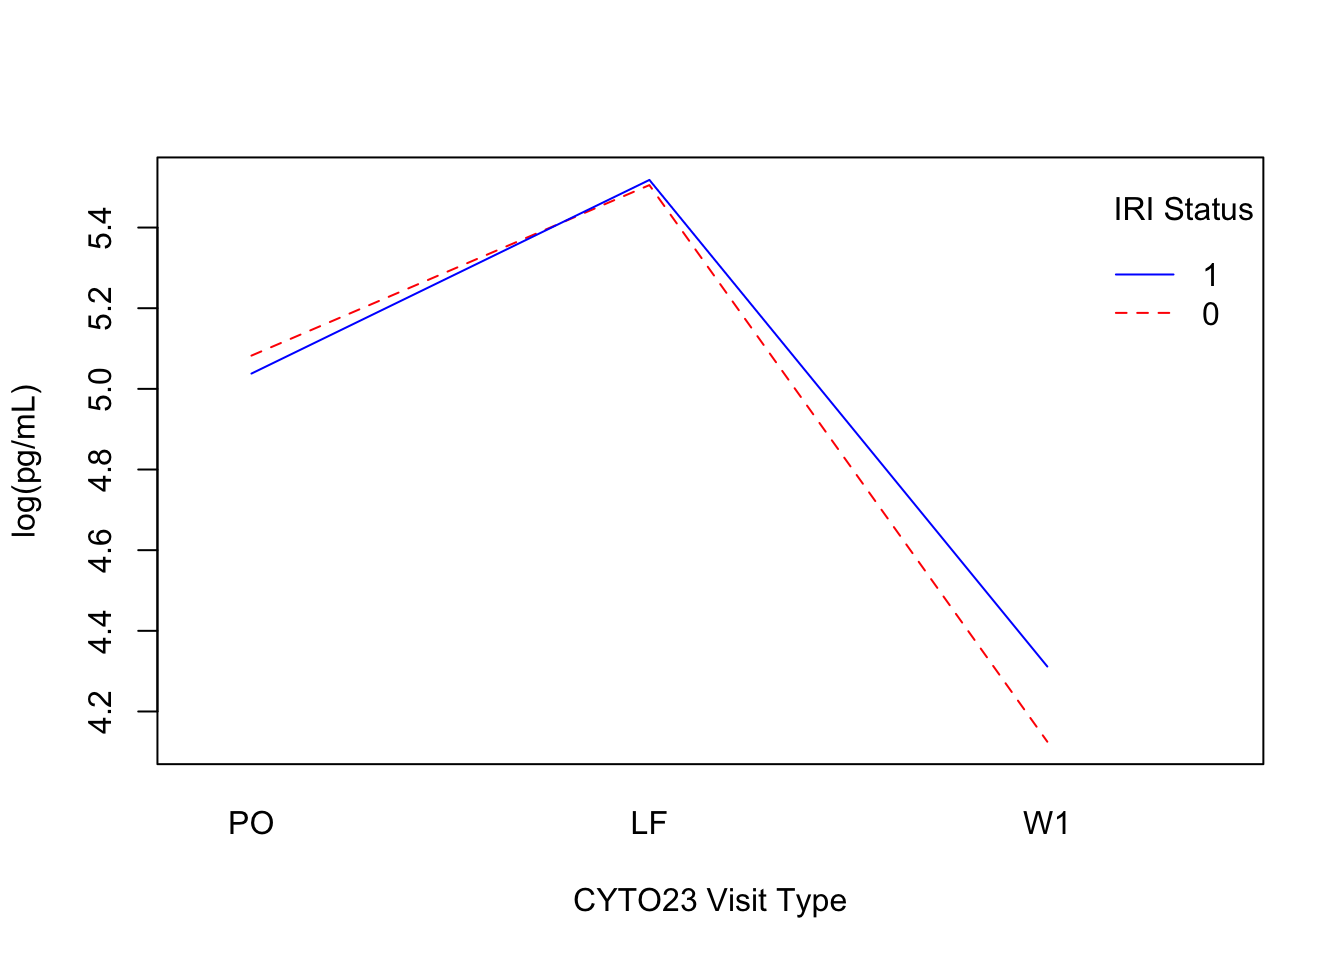 IRI Status
1
0
5.4
5.2
5.0
4.8
4.6
4.4
4.2
log(pg/mL)
PO LF W1
CYTO23 Visit Type